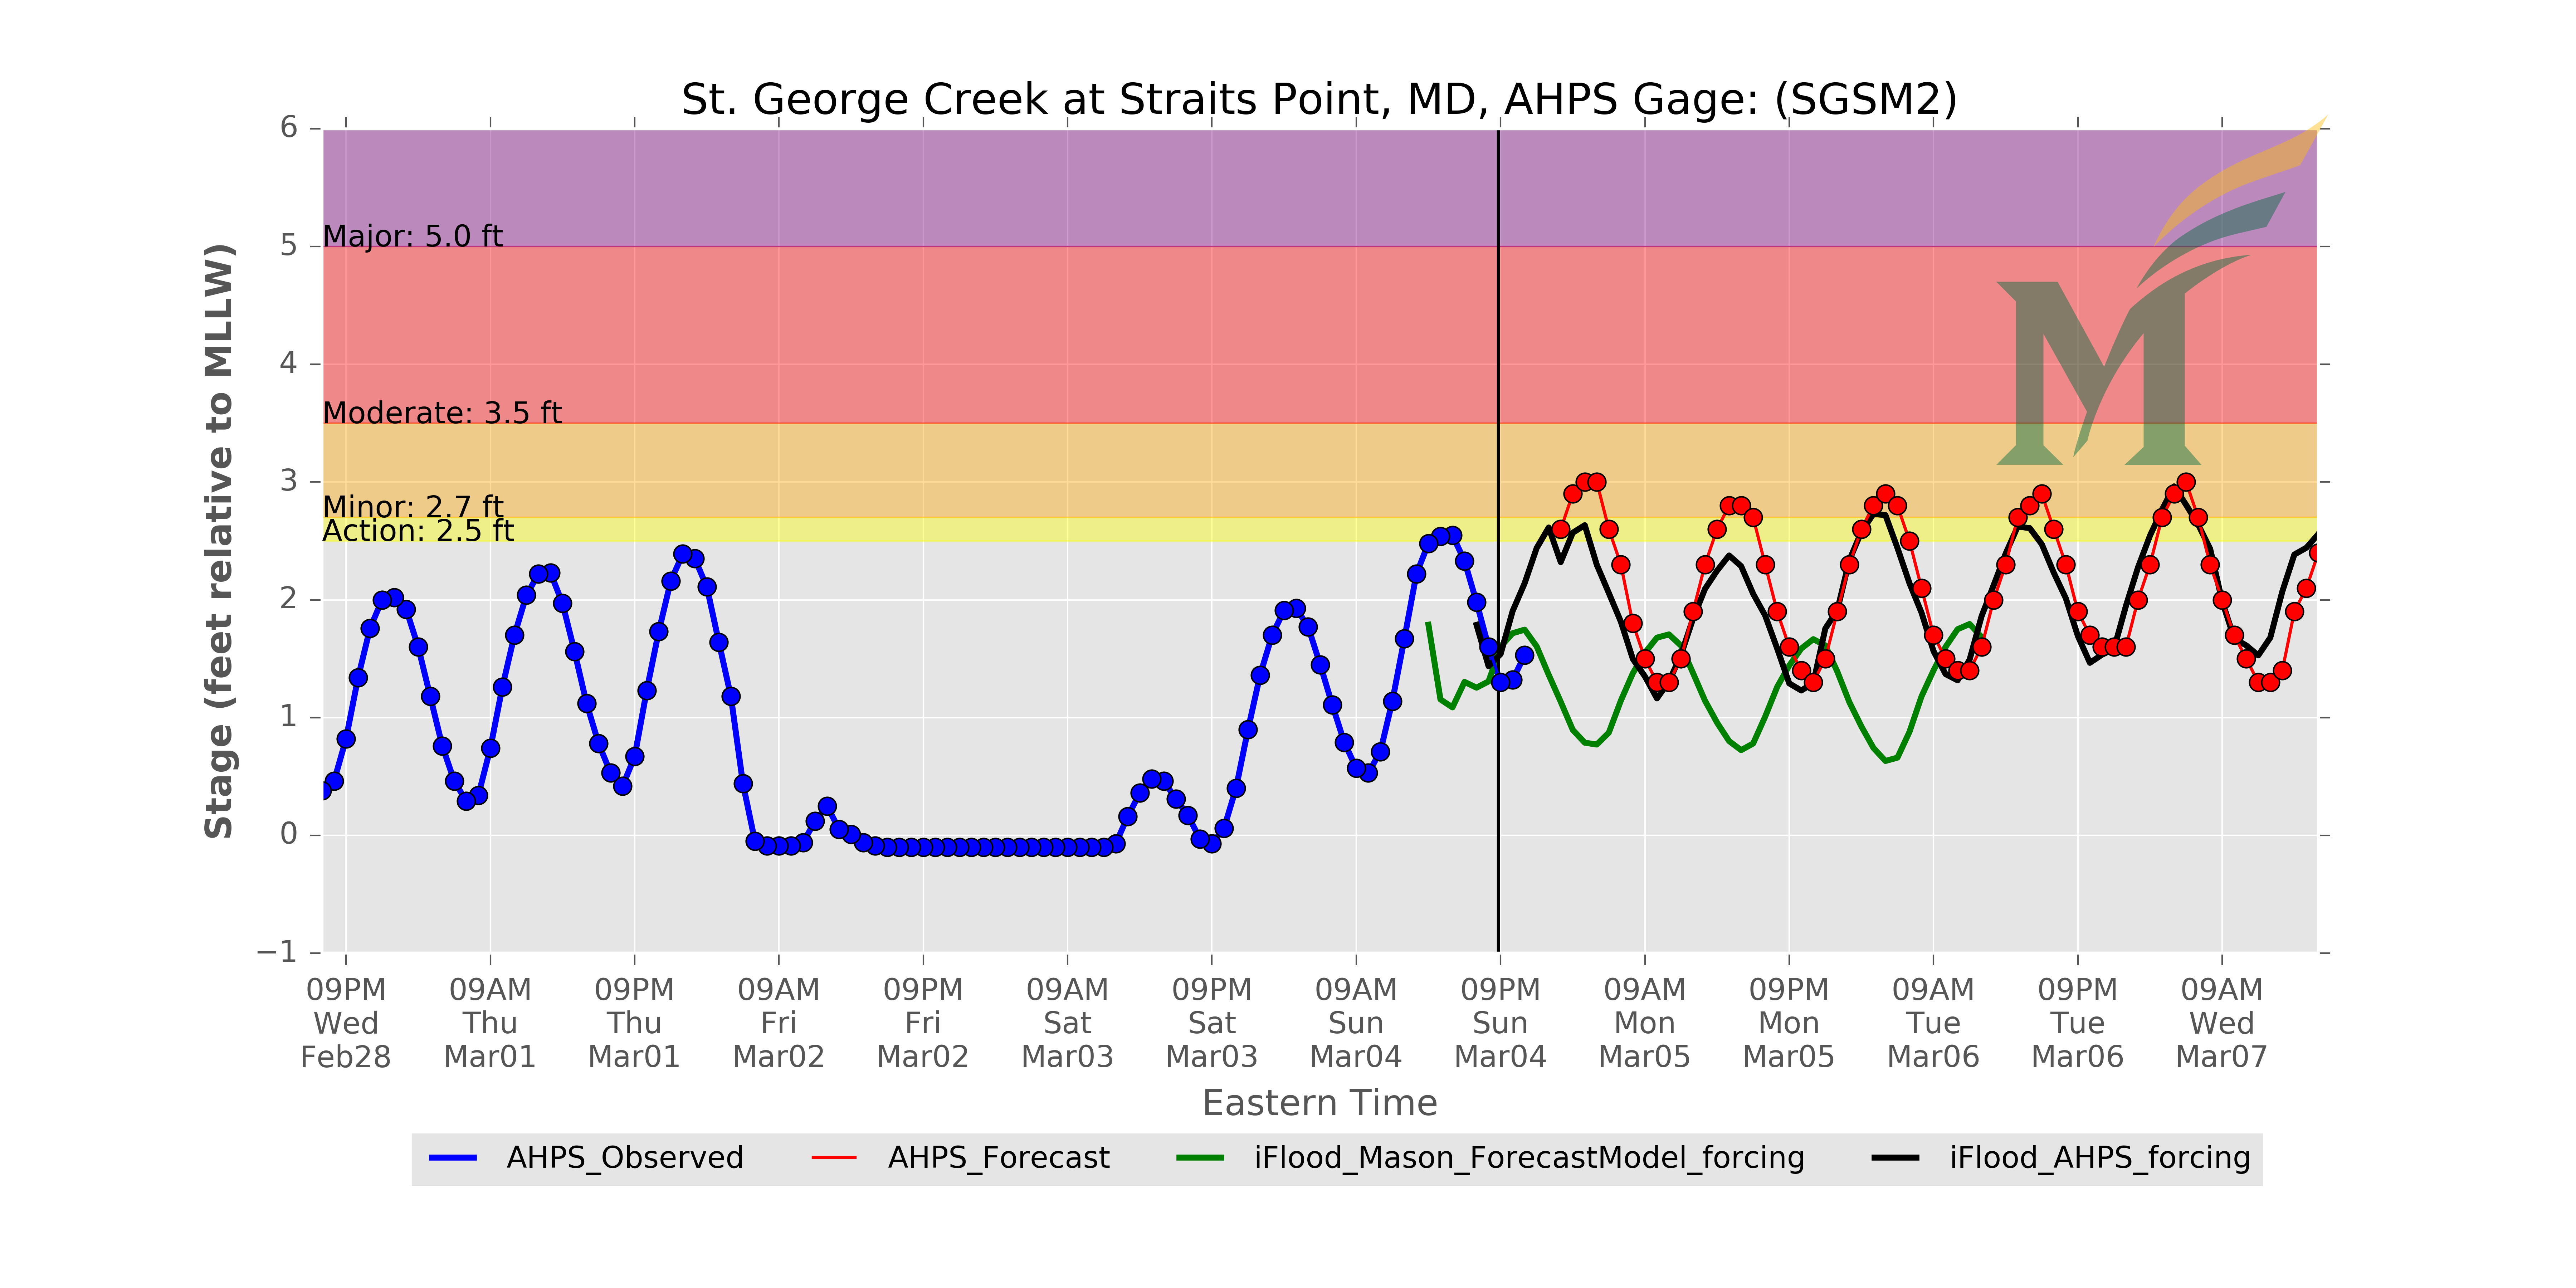 St. George Creek at Straits Point, MD, AHPS Gage: (SGSM2)
Stage (feet relative to MLLW)
6
5
4
3
2
1
0
−1
Major: 5.0 ft
Moderate: 3.5 ft
Minor: 2.7 ft
Action: 2.5 ft
M
09PM 09AM 09PM 09AM 09PM 09AM 09PM 09AM 09PM 09AM 09PM 09AM 09PM 09AM
Wed Thu Thu Fri Fri Sat Sat Sun Sun Mon Mon Tue Tue Wed
Feb28 Mar01 Mar01 Mar02 Mar02 Mar03 Mar03 Mar04 Mar04 Mar05 Mar05 Mar06 Mar06 Mar07
Eastern Time
AHPS_Observed AHPS_Forecast iFlood_Mason_ForecastModel_forcing iFlood_AHPS_forcing